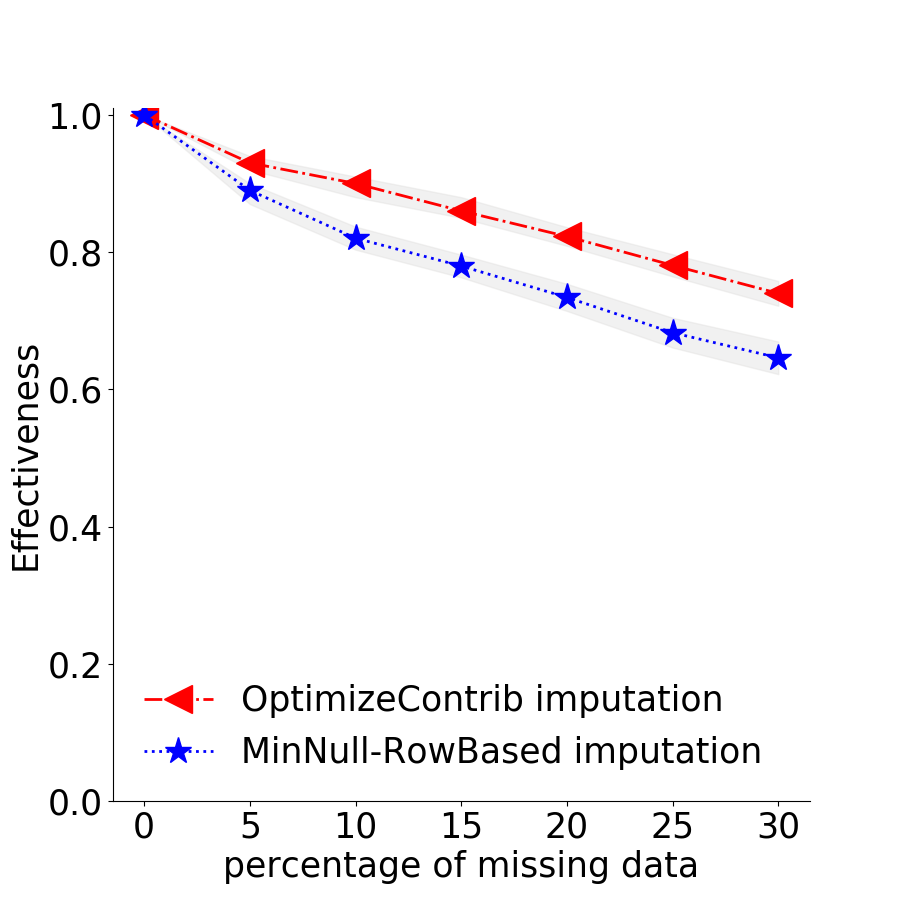 1.0
0.8
0.6
0.4
0.2
0.0
Effectiveness
OptimizeContrib imputation
MinNull-RowBased imputation
0 5 10 15 20 25 30
percentage of missing data